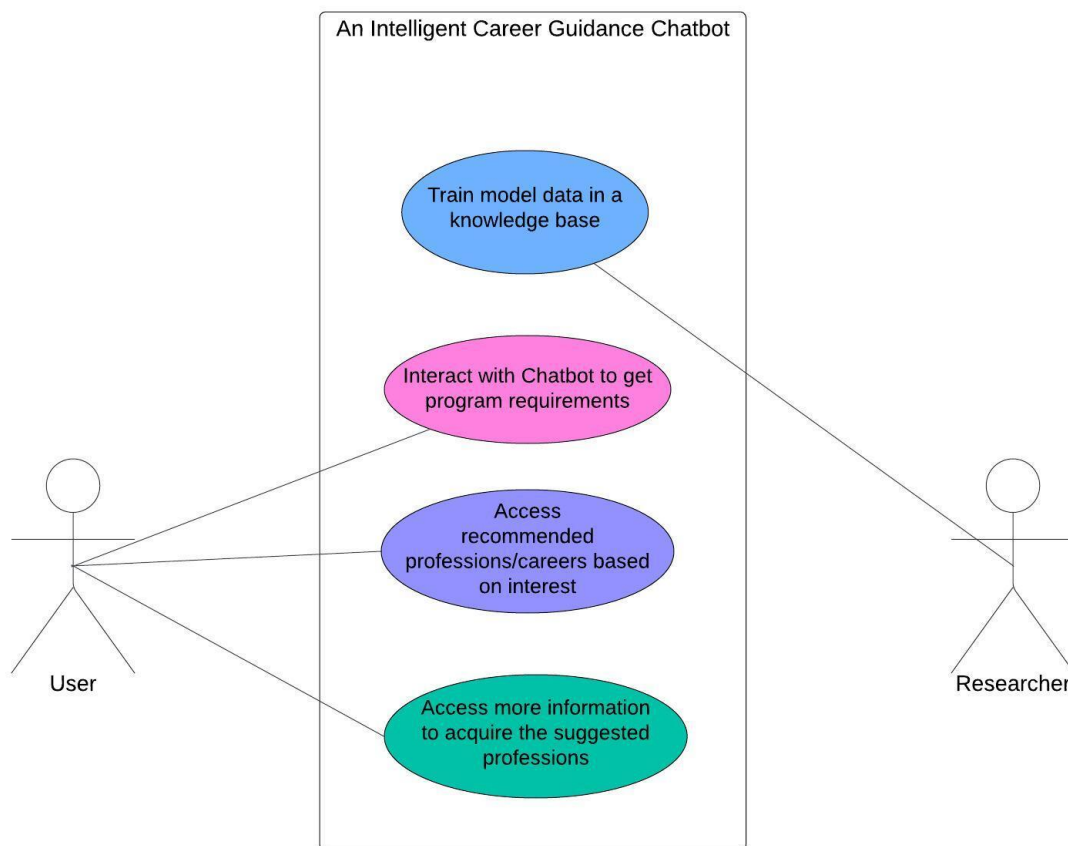 An Intelligent Career Guidance Chatbot
Train model data in a
knowledge base
Interact with Chatbot to get
program requirements
Access
recommended
professions/careers based
on interest
User
Researcher
Access more information
to acquire the suggested
professions